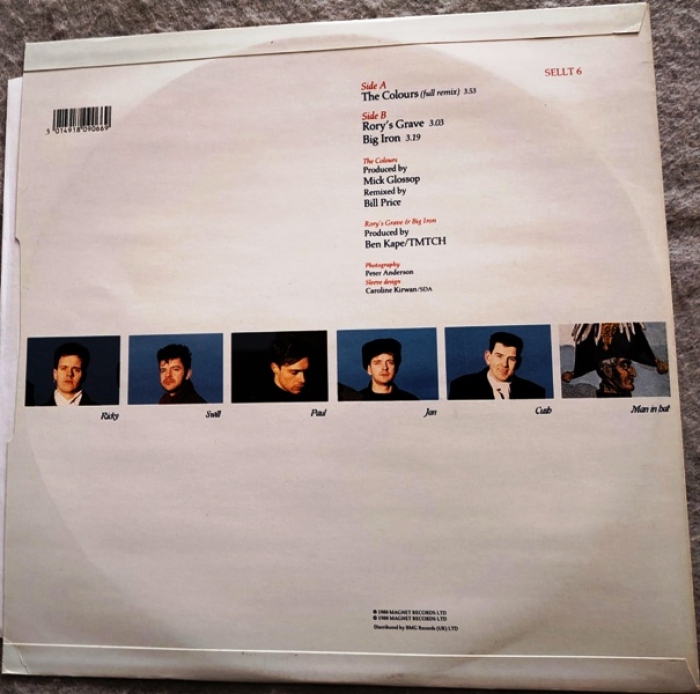 SELLT 6
Side A
The Colours (full remix) 3.53
Side B
Rory's Grave 3.03
Big Iron 3.19
5 014918 090669
The Colours
Produced by
Mick Glossop
Remixed by
Bill Price
Rory's Grave & Big Iron
Produced by
Ben Kape/TMTCH
Photography
Peter Anderson
Sleeve design
Caroline Kirwan/SDA
Ricky Swill Paul Jon Cush Man in hat
℗ 1988 MAGNET RECORDS LTD
© 1988 MAGNET RECORDS LTD
Distributed by BMG Records (UK) LTD